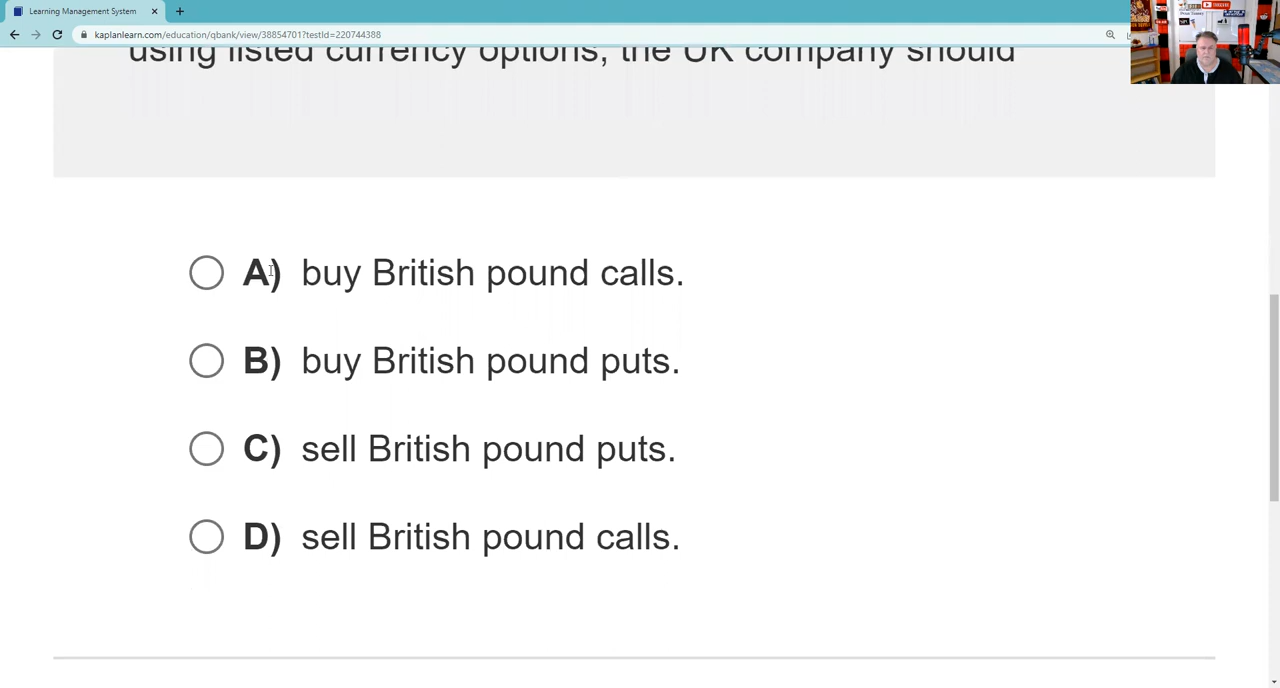 Learning Management System
kaplanlearn.com/education/qbank/view/38854701?testId=220744388
using listed currency options, the UK company should
A) buy British pound calls.
B) buy British pound puts.
C) sell British pound puts.
D) sell British pound calls.